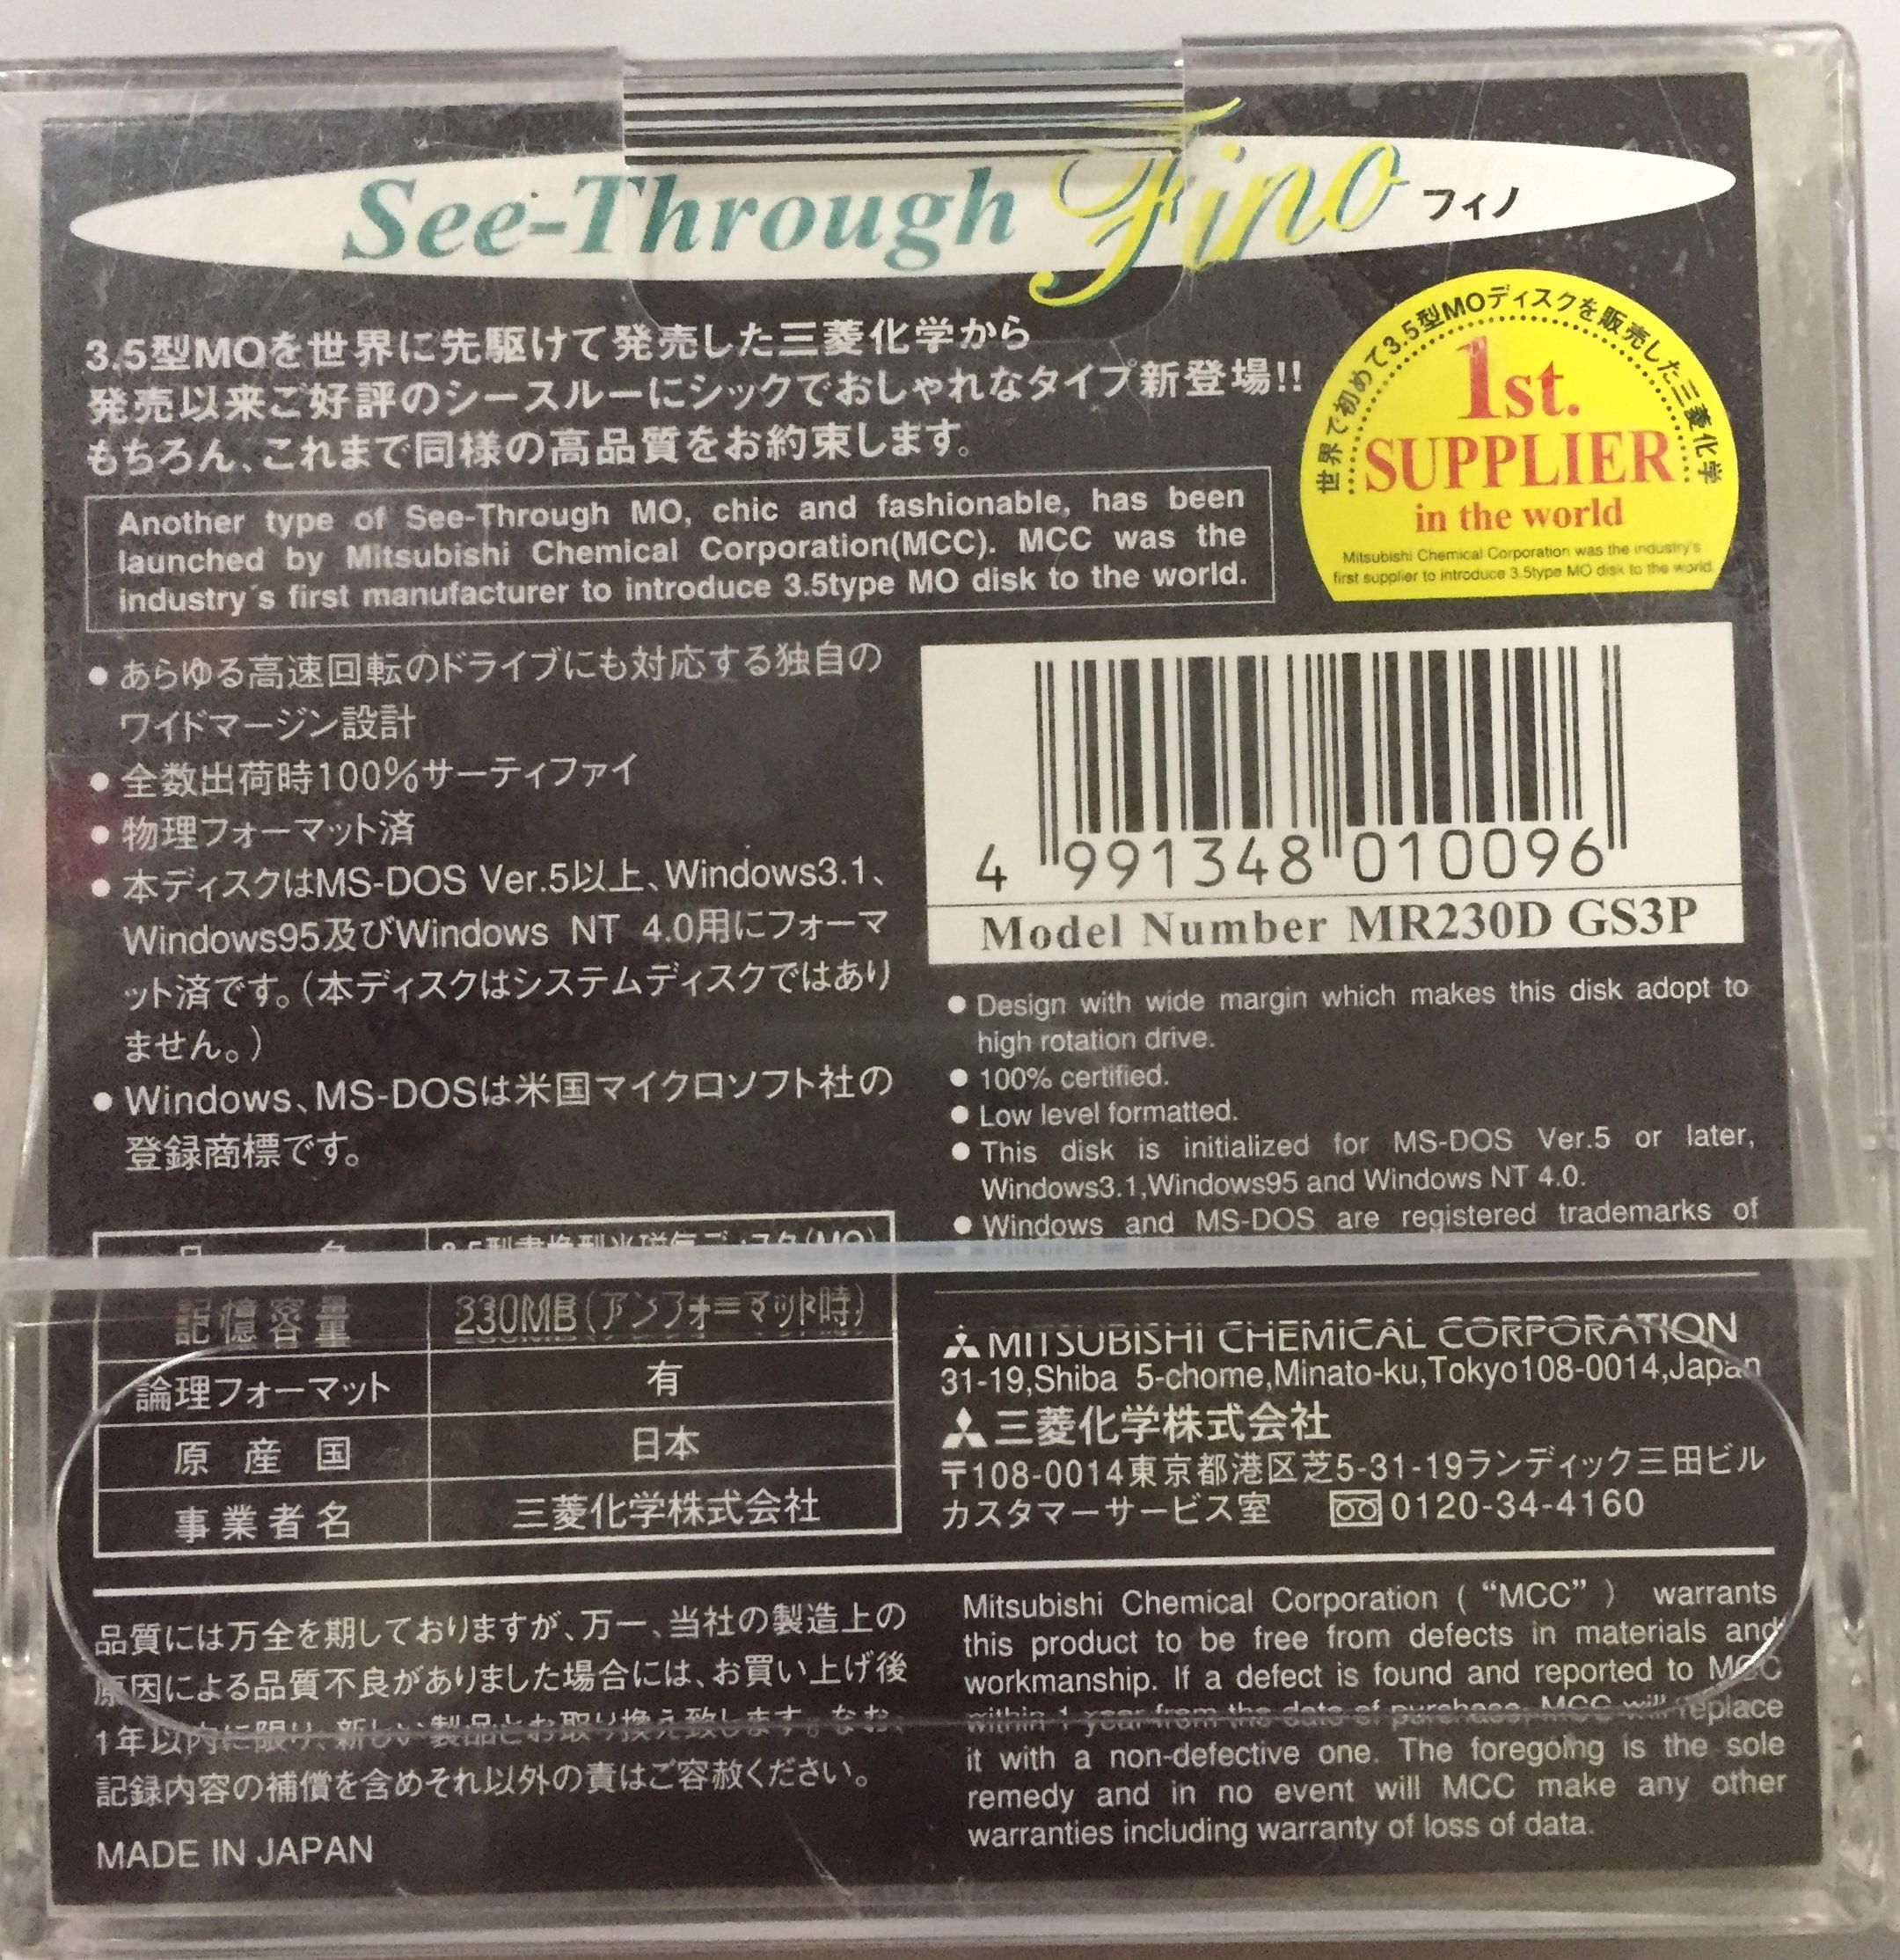 See-Through Fino フィノ
3.5型MOを世界に先駆けて発売した三菱化学から
発売以来ご好評のシースルーにシックでおしゃれなタイプ新登場!!
もちろん、これまで同様の高品質をお約束します。
世界で初めて3.5型MOディスクを販売した三菱化学
1st.
SUPPLIER
in the world
Mitsubishi Chemical Corporation was the industry's
first supplier to introduce 3.5type MO disk to the world.
Another type of See-Through MO, chic and fashionable, has been
launched by Mitsubishi Chemical Corporation(MCC). MCC was the
industry´s first manufacturer to introduce 3.5type MO disk to the world.
● あらゆる高速回転のドライブにも対応する独自の
ワイドマージン設計
● 全数出荷時100%サーティファイ
● 物理フォーマット済
● 本ディスクはMS-DOS Ver.5以上、Windows3.1、
Windows95及びWindows NT 4.0用にフォーマ
ット済です。(本ディスクはシステムディスクではあり
ません。)
● Windows、MS-DOSは米国マイクロソフト社の
登録商標です。
4 991348 010096
Model Number MR230D GS3P
● Design with wide margin which makes this disk adopt to
high rotation drive.
● 100% certified.
● Low level formatted.
● This disk is initialized for MS-DOS Ver.5 or later,
Windows3.1,Windows95 and Windows NT 4.0.
● Windows and MS-DOS are registered trademarks of
品名 3.5型書換型光磁気ディスク(MO)
記憶容量 230MB(アンフォーマット時)
論理フォーマット 有
原産国 日本
事業者名 三菱化学株式会社
MITSUBISHI CHEMICAL CORPORATION
31-19,Shiba 5-chome,Minato-ku,Tokyo108-0014,Japan
三菱化学株式会社
〒108-0014東京都港区芝5-31-19ランディック三田ビル
カスタマーサービス室 0120-34-4160
品質には万全を期しておりますが、万一、当社の製造上の
原因による品質不良がありました場合には、お買い上げ後
1年以内に限り、新しい製品とお取り換え致します。なお、
記録内容の補償を含めそれ以外の責はご容赦ください。
MADE IN JAPAN
Mitsubishi Chemical Corporation (“MCC”) warrants
this product to be free from defects in materials and
workmanship. If a defect is found and reported to MCC
within 1 year from the date of purchase, MCC will replace
it with a non-defective one. The foregoing is the sole
remedy and in no event will MCC make any other
warranties including warranty of loss of data.